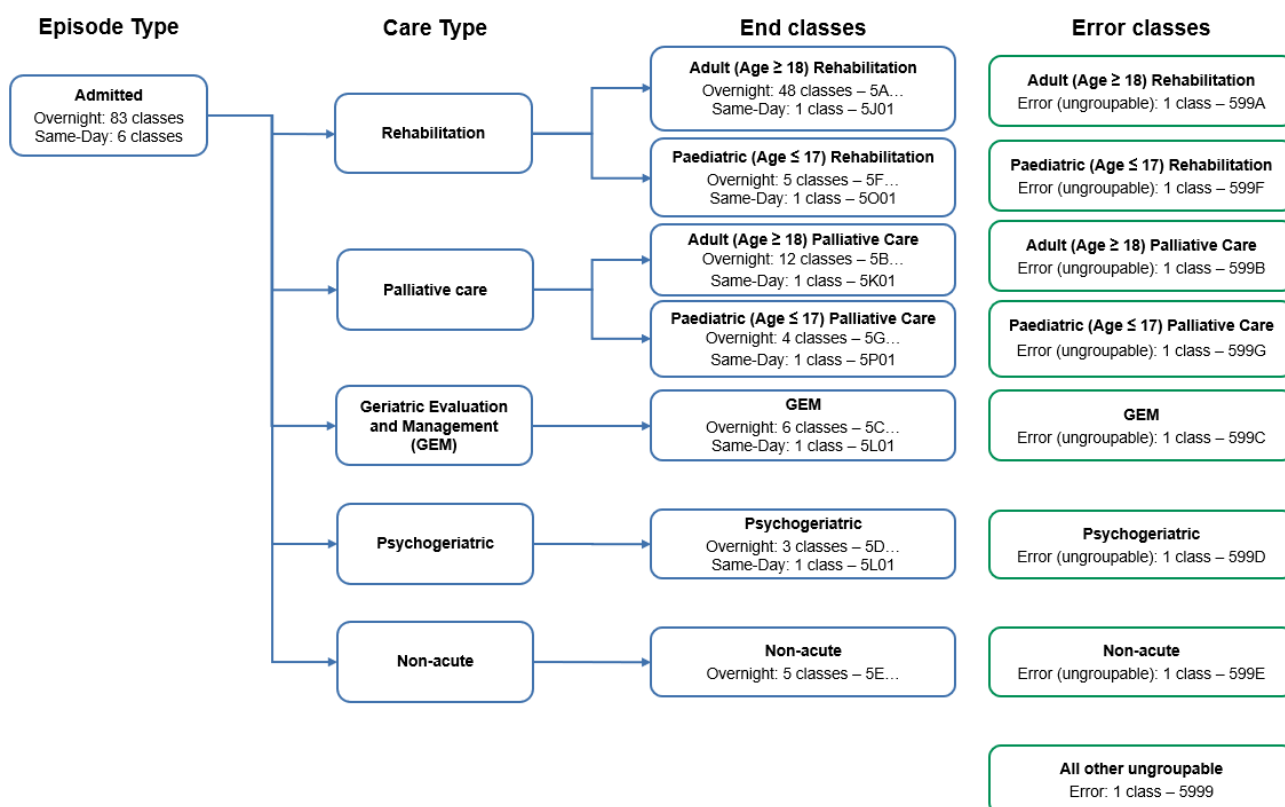 Episode Type
Care Type
End classes
Error classes
Admitted
Overnight: 83 classes
Same-Day: 6 classes
Rehabilitation
Adult (Age ≥ 18) Rehabilitation
Overnight: 48 classes – 5A…
Same-Day: 1 class – 5J01
Adult (Age ≥ 18) Rehabilitation
Error (ungroupable): 1 class – 599A
Paediatric (Age ≤ 17) Rehabilitation
Overnight: 5 classes – 5F…
Same-Day: 1 class – 5O01
Paediatric (Age ≤ 17) Rehabilitation
Error (ungroupable): 1 class – 599F
Palliative care
Adult (Age ≥ 18) Palliative Care
Overnight: 12 classes – 5B…
Same-Day: 1 class – 5K01
Adult (Age ≥ 18) Palliative Care
Error (ungroupable): 1 class – 599B
Paediatric (Age ≤ 17) Palliative Care
Overnight: 4 classes – 5G…
Same-Day: 1 class – 5P01
Paediatric (Age ≤ 17) Palliative Care
Error (ungroupable): 1 class – 599G
Geriatric Evaluation
and Management
(GEM)
GEM
Overnight: 6 classes – 5C…
Same-Day: 1 class – 5L01
GEM
Error (ungroupable): 1 class – 599C
Psychogeriatric
Psychogeriatric
Overnight: 3 classes – 5D…
Same-Day: 1 class – 5L01
Psychogeriatric
Error (ungroupable): 1 class – 599D
Non-acute
Non-acute
Overnight: 5 classes – 5E…
Non-acute
Error (ungroupable): 1 class – 599E
All other ungroupable
Error: 1 class – 5999